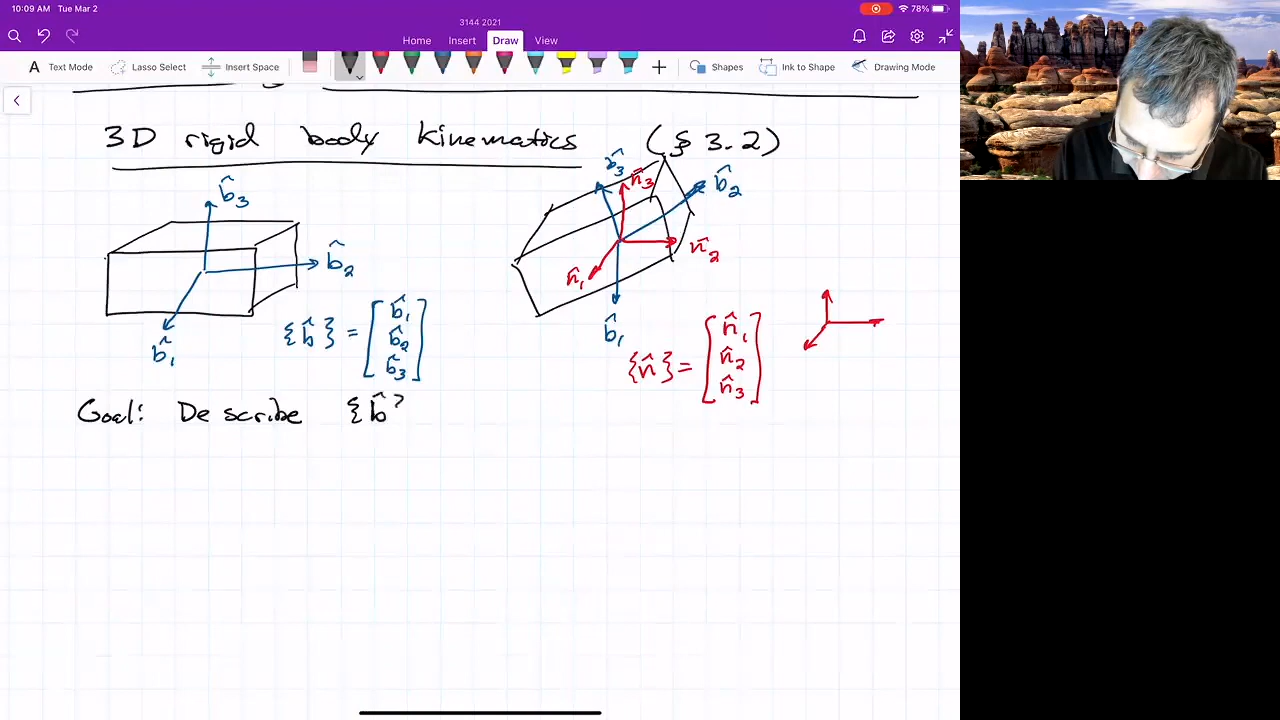 10:09 AM Tue Mar 2
78%
3144 2021
Home Insert Draw View
Text Mode Lasso Select Insert Space Shapes Ink to Shape Drawing Mode
3D rigid body kinematics (§ 3.2)
b̂₃
b̂₂
b̂₁
{b̂} = [b̂₁ b̂₂ b̂₃]
b̂₃
n̂₃
b̂₂
n̂₂
n̂₁
b̂₁
{n̂} = [n̂₁ n̂₂ n̂₃]
Goal: Describe {b̂}